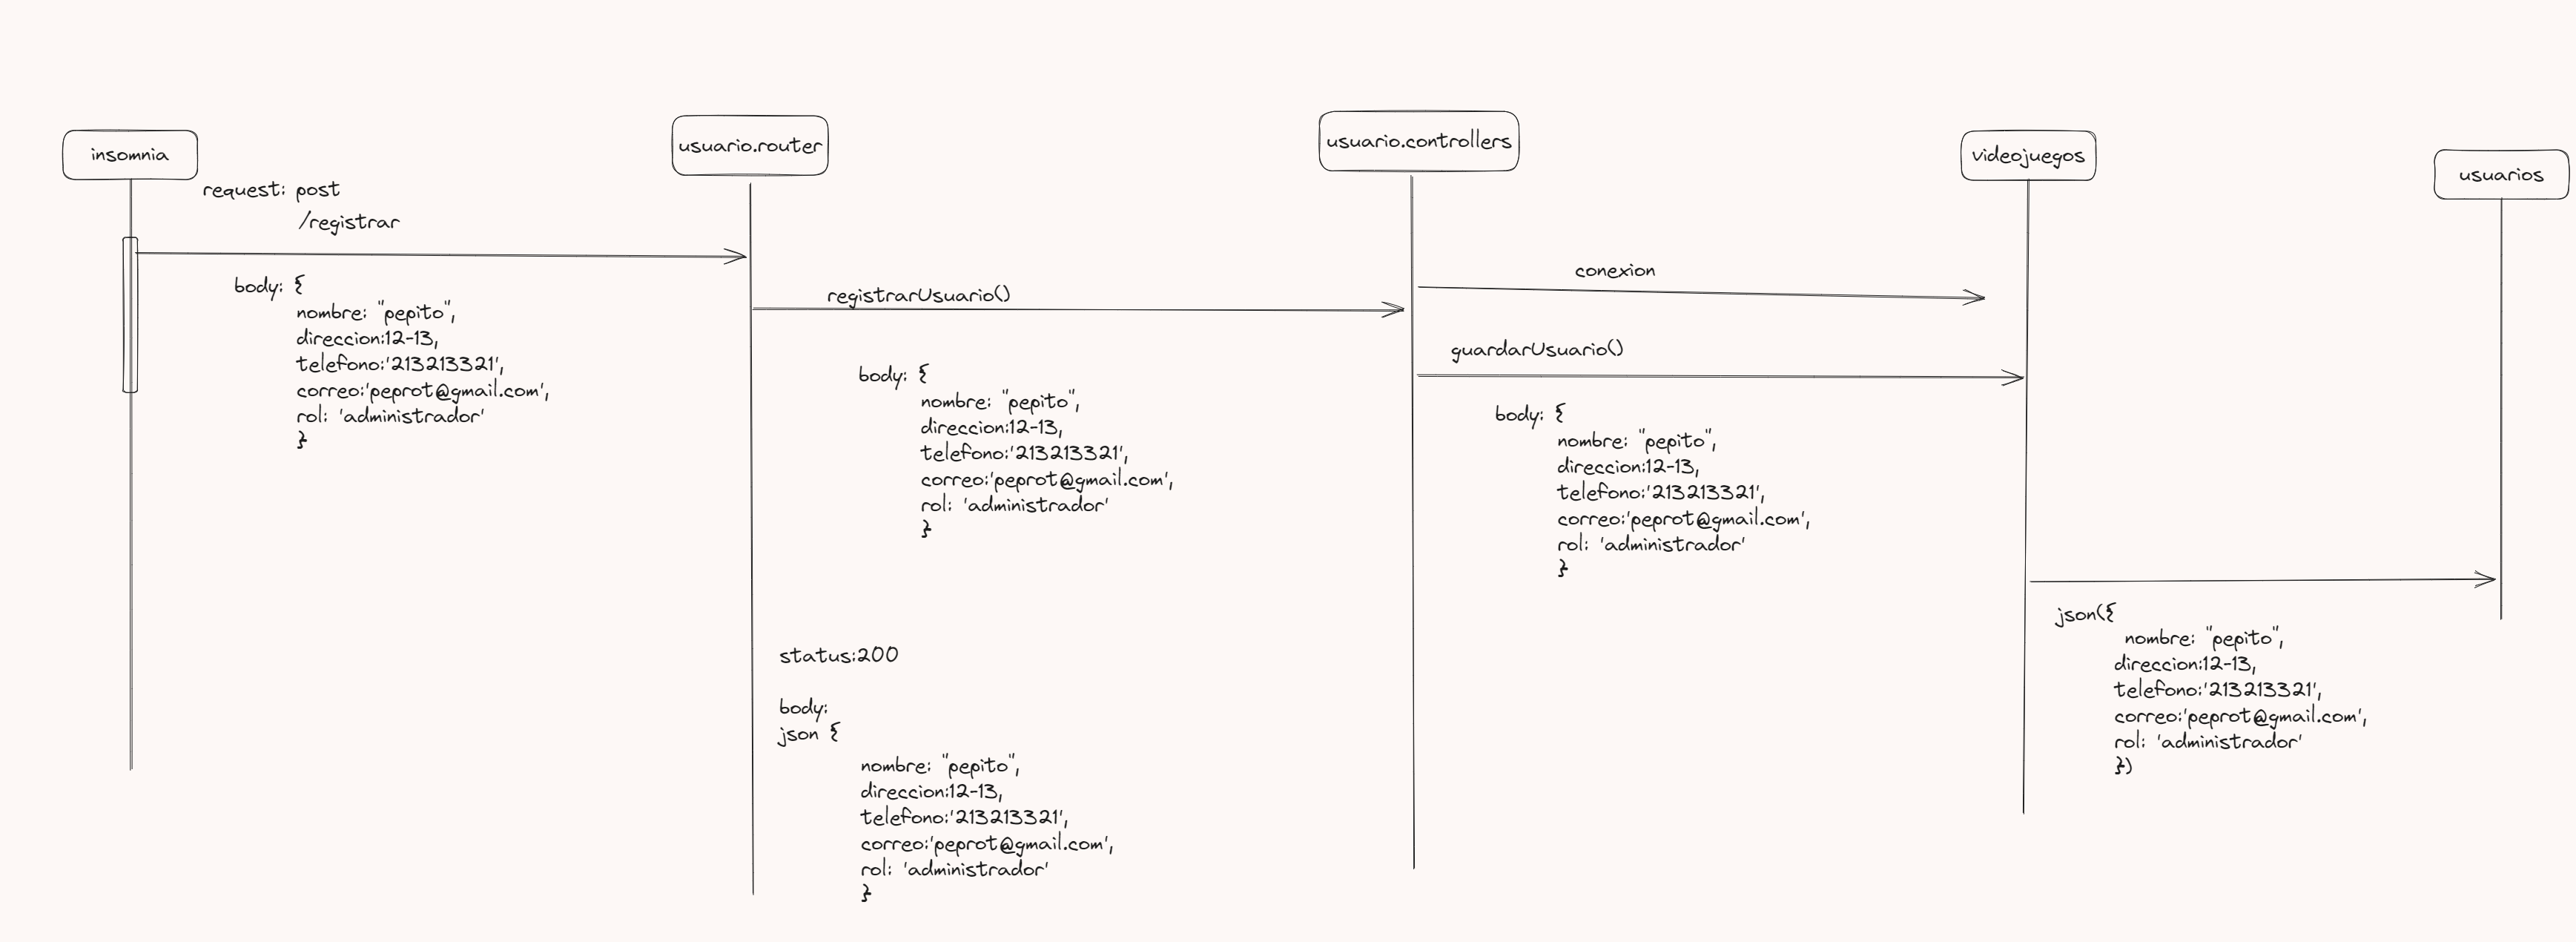 insomnia
usuario.router
usuario.controllers
videojuegos
usuarios
request: post
/registrar
body: {
nombre: "pepito",
direccion:12-13,
telefono:'213213321',
correo:'peprot@gmail.com',
rol: 'administrador'
}
registrarUsuario()
body: {
nombre: "pepito",
direccion:12-13,
telefono:'213213321',
correo:'peprot@gmail.com',
rol: 'administrador'
}
conexion
guardarUsuario()
body: {
nombre: "pepito",
direccion:12-13,
telefono:'213213321',
correo:'peprot@gmail.com',
rol: 'administrador'
}
json({
nombre: "pepito",
direccion:12-13,
telefono:'213213321',
correo:'peprot@gmail.com',
rol: 'administrador'
})
status:200
body:
json {
nombre: "pepito",
direccion:12-13,
telefono:'213213321',
correo:'peprot@gmail.com',
rol: 'administrador'
}